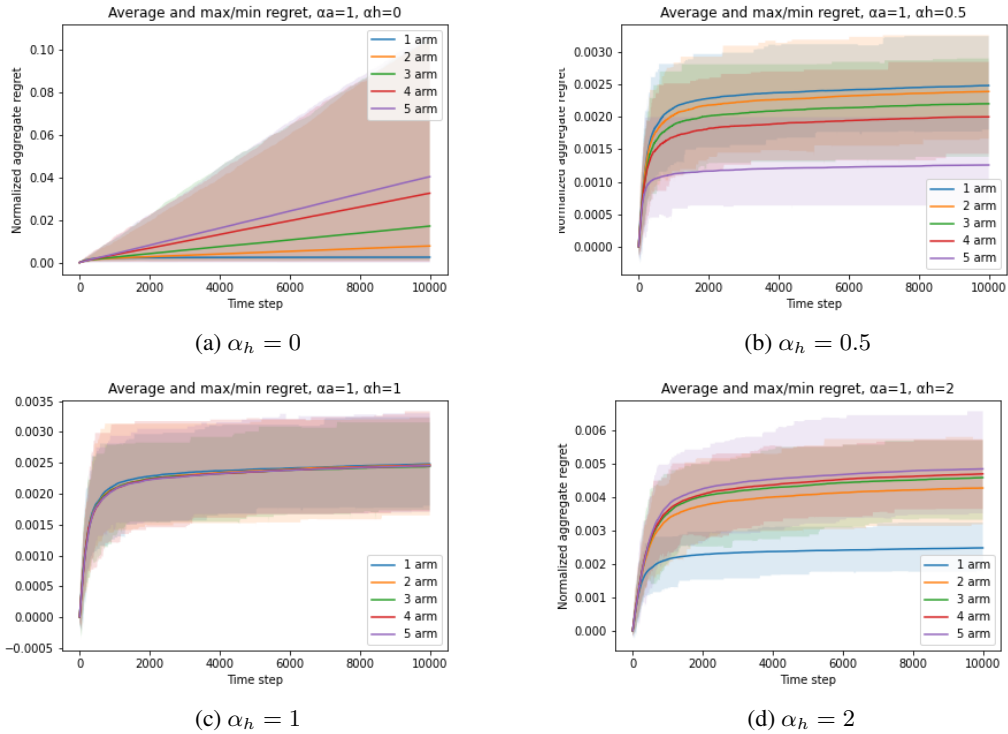 Average and max/min regret, αa=1, αh=0
Normalized aggregate regret
0.10
0.08
0.06
0.04
0.02
0.00
1 arm
2 arm
3 arm
4 arm
5 arm
0 2000 4000 6000 8000 10000
Time step
(a) αₕ = 0
Average and max/min regret, αa=1, αh=0.5
Normalized aggregate regret
0.0030
0.0025
0.0020
0.0015
0.0010
0.0005
0.0000
1 arm
2 arm
3 arm
4 arm
5 arm
0 2000 4000 6000 8000 10000
Time step
(b) αₕ = 0.5
Average and max/min regret, αa=1, αh=1
0.0035
0.0030
0.0025
0.0020
0.0015
0.0010
0.0005
0.0000
−0.0005
1 arm
2 arm
3 arm
4 arm
5 arm
0 2000 4000 6000 8000 10000
Time step
(c) αₕ = 1
Average and max/min regret, αa=1, αh=2
Normalized aggregate regret
0.006
0.005
0.004
0.003
0.002
0.001
0.000
1 arm
2 arm
3 arm
4 arm
5 arm
0 2000 4000 6000 8000 10000
Time step
(d) αₕ = 2